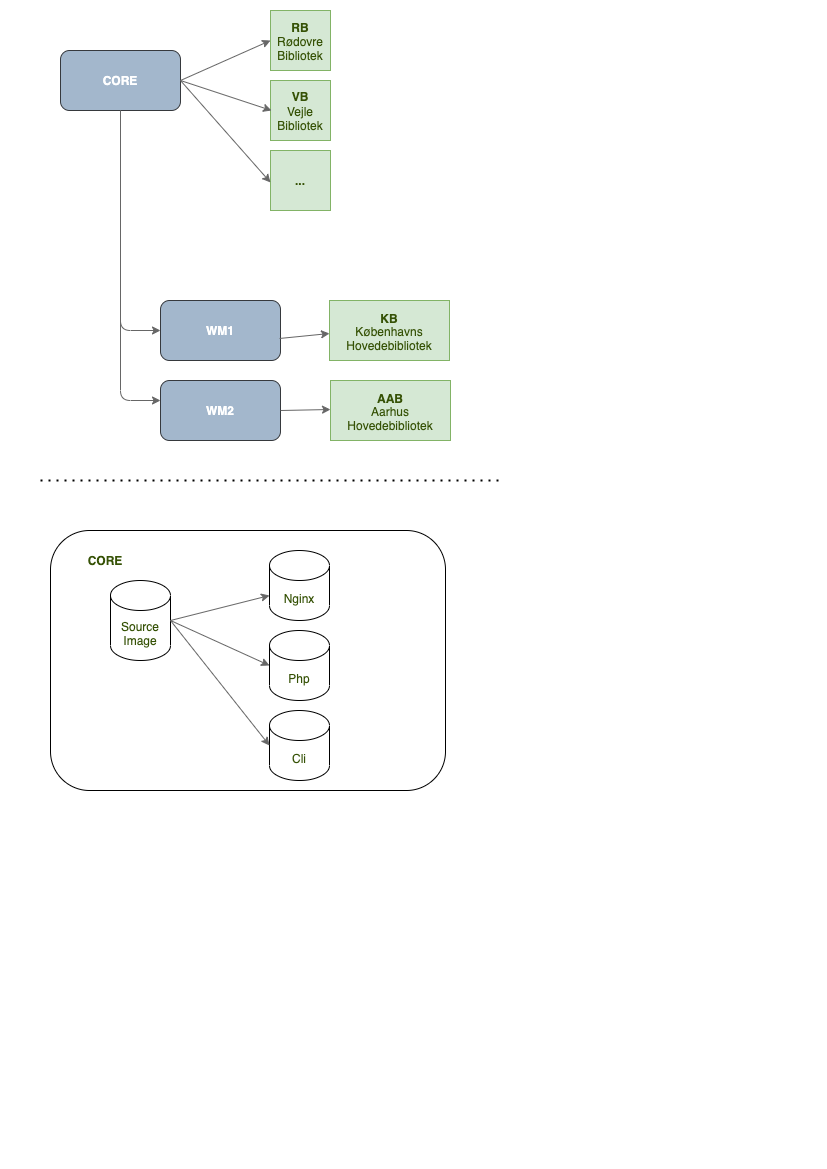 RB
Rødovre
Bibliotek
CORE
VB
Vejle
Bibliotek
...
WM1
KB
Københavns
Hovedebibliotek
WM2
AAB
Aarhus
Hovedebibliotek
CORE
Source
Image
Nginx
Php
Cli